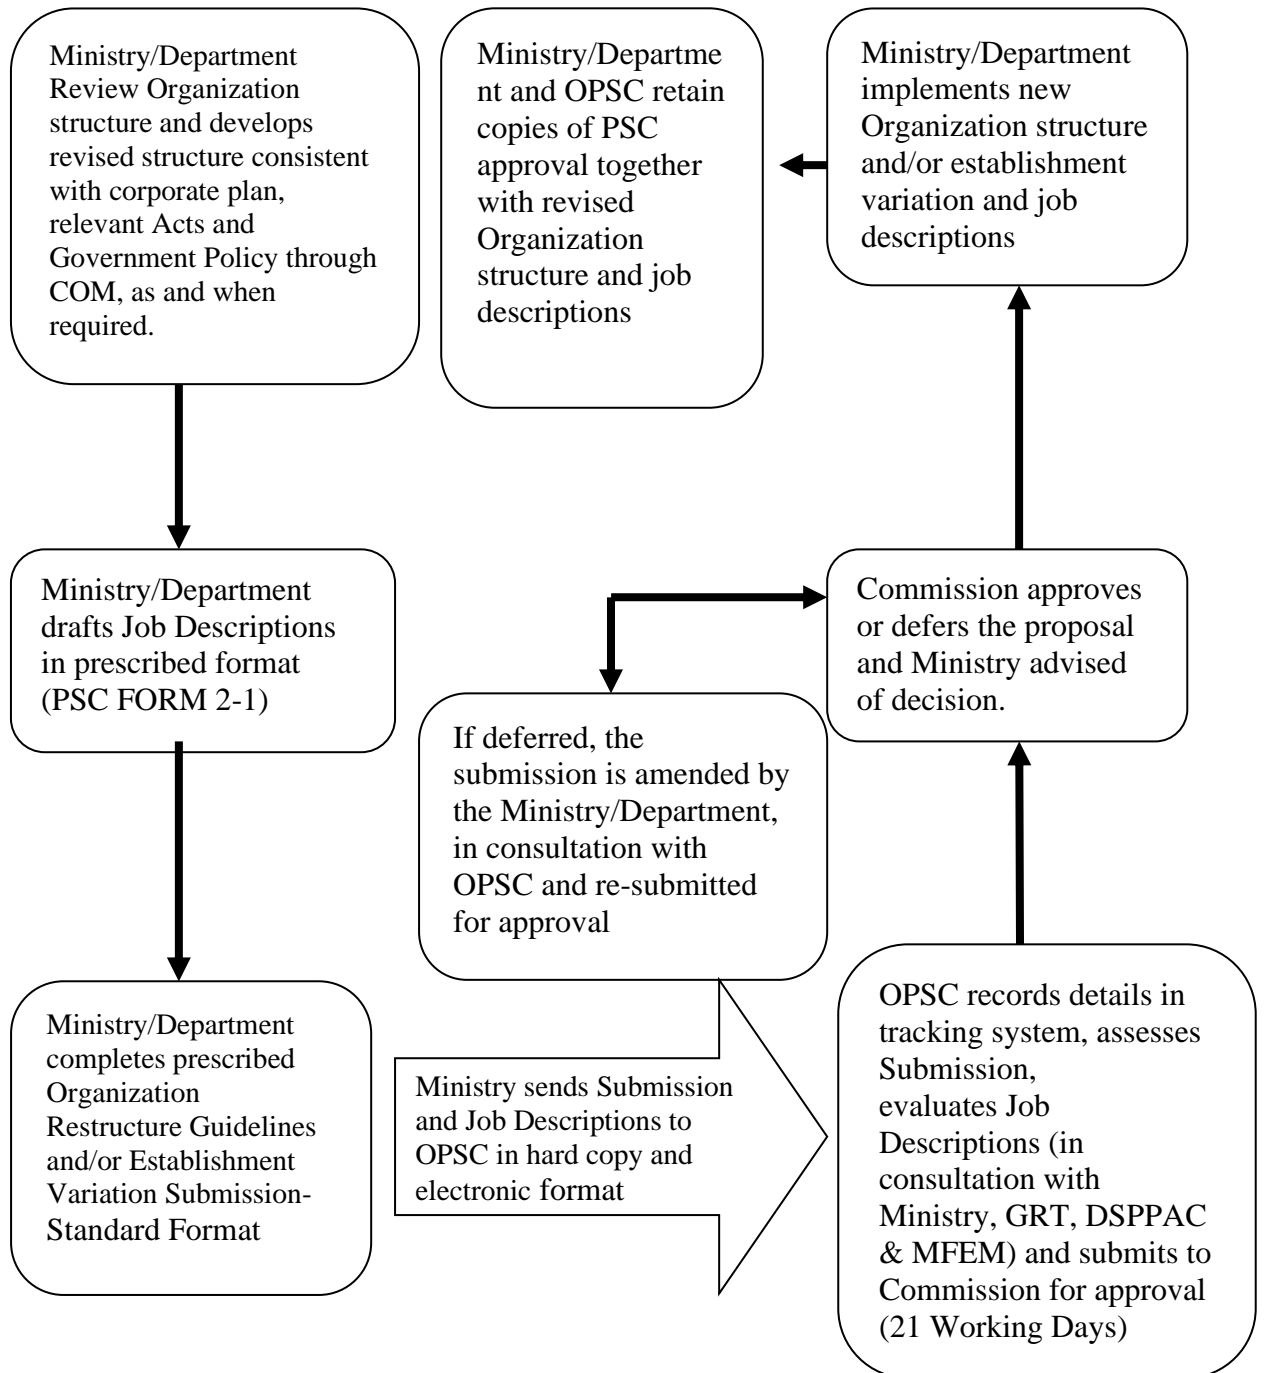 Ministry/Department
Review Organization
structure and develops
revised structure consistent
with corporate plan,
relevant Acts and
Government Policy through
COM, as and when
required.
Ministry/Departme
nt and OPSC retain
copies of PSC
approval together
with revised
Organization
structure and job
descriptions
Ministry/Department
implements new
Organization structure
and/or establishment
variation and job
descriptions
Ministry/Department
drafts Job Descriptions
in prescribed format
(PSC FORM 2-1)
Commission approves
or defers the proposal
and Ministry advised
of decision.
If deferred, the
submission is amended by
the Ministry/Department,
in consultation with
OPSC and re-submitted
for approval
Ministry/Department
completes prescribed
Organization
Restructure Guidelines
and/or Establishment
Variation Submission-
Standard Format
Ministry sends Submission
and Job Descriptions to
OPSC in hard copy and
electronic format
OPSC records details in
tracking system, assesses
Submission,
evaluates Job
Descriptions (in
consultation with
Ministry, GRT, DSPPAC
& MFEM) and submits to
Commission for approval
(21 Working Days)